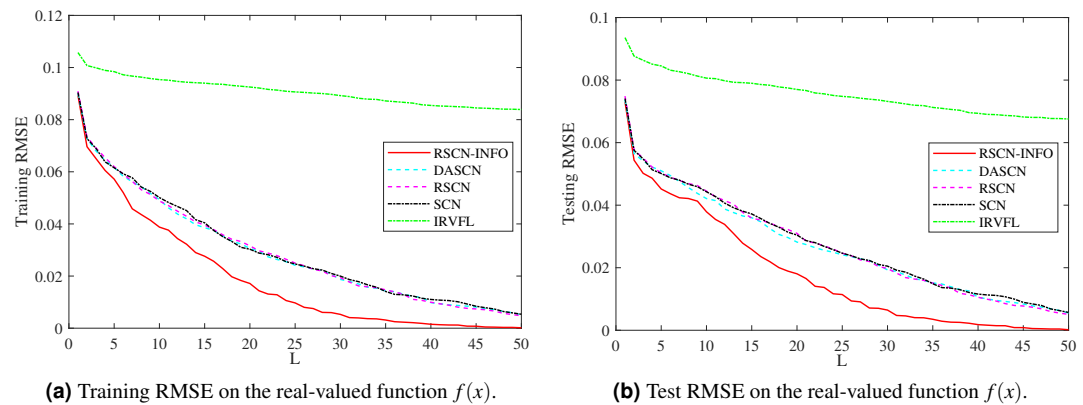 0.12
0.1
0.08
0.06
0.04
0.02
0
Training RMSE
0 5 10 15 20 25 30 35 40 45 50
L
RSCN-INFO
DASCN
RSCN
SCN
IRVFL
(a) Training RMSE on the real-valued function f(x).
0.1
0.08
0.06
0.04
0.02
0
Testing RMSE
0 5 10 15 20 25 30 35 40 45 50
L
RSCN-INFO
DASCN
RSCN
SCN
IRVFL
(b) Test RMSE on the real-valued function f(x).